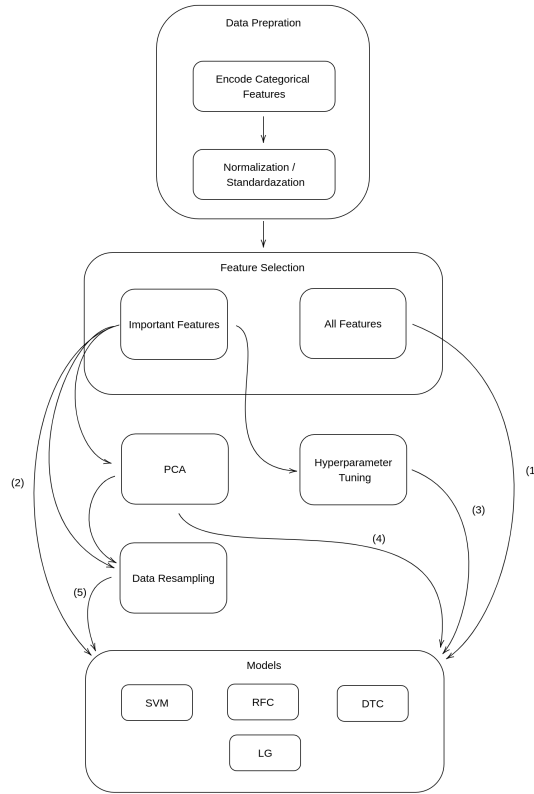 Data Prepration
Encode Categorical
Features
Normalization /
Standardazation
Feature Selection
Important Features
All Features
PCA
Hyperparameter
Tuning
(2)
(1
(3)
(4)
Data Resampling
(5)
Models
SVM
RFC
DTC
LG